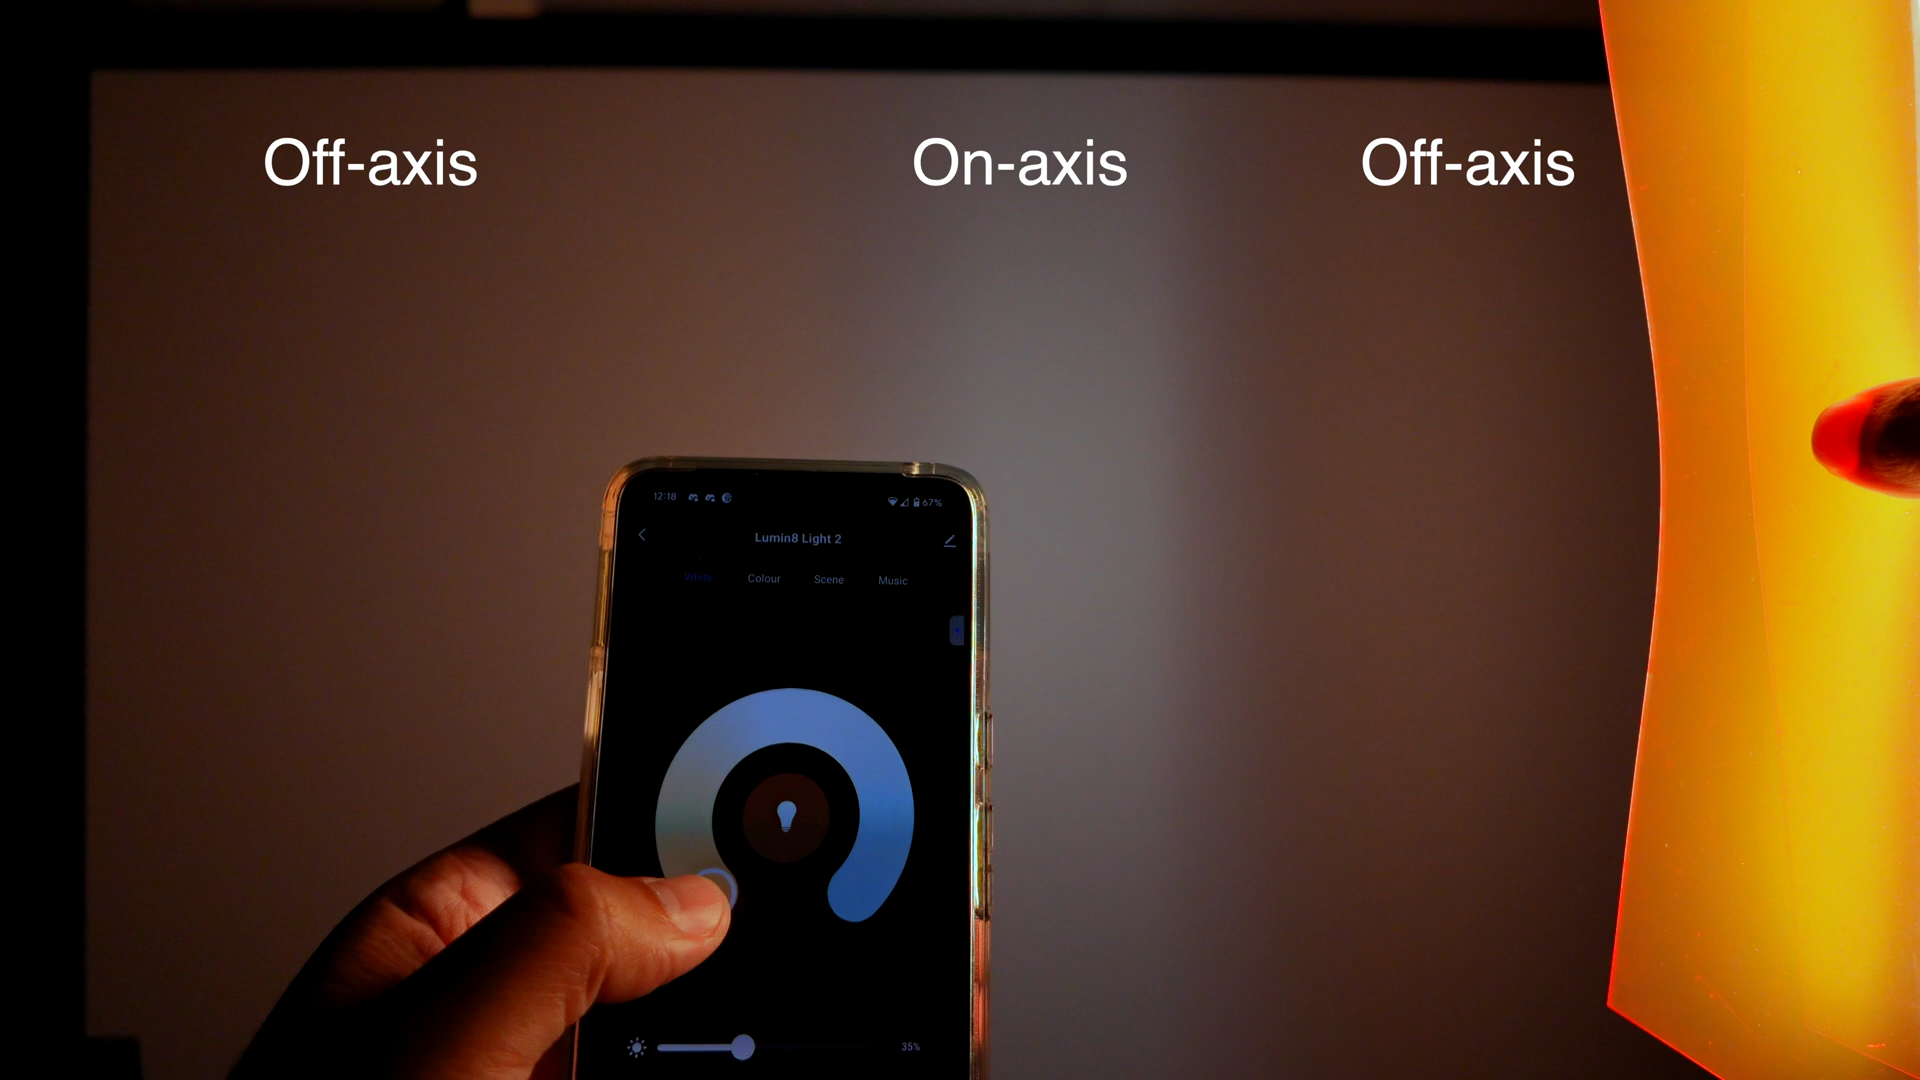 Off-axis On-axis Off-axis
12:18 67%
Lumin8 Light 2
White Colour Scene Music
35%